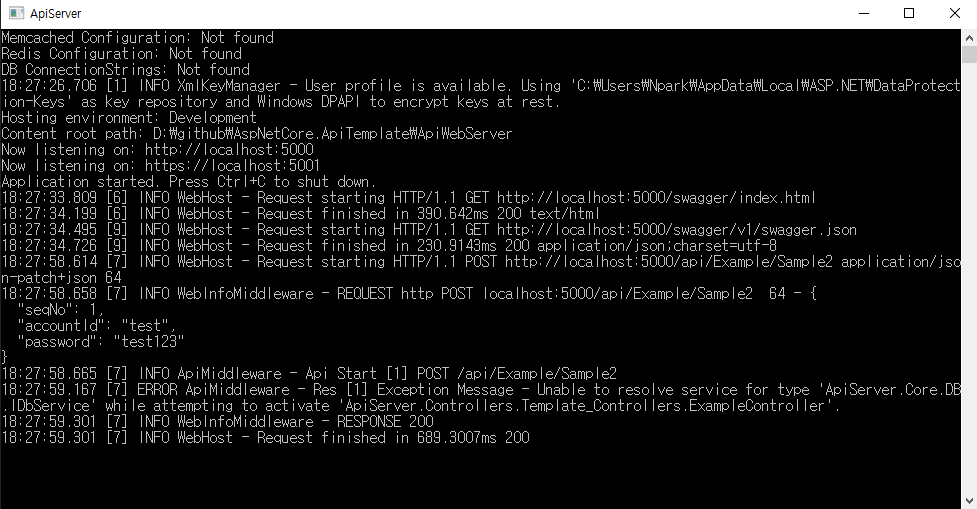 ApiServer
Memcached Configuration: Not found
Redis Configuration: Not found
DB ConnectionStrings: Not found
18:27:26.706 [1] INFO XmlKeyManager - User profile is available. Using 'C:₩Users₩Npark₩AppData₩Local₩ASP.NET₩DataProtect
ion-Keys' as key repository and Windows DPAPI to encrypt keys at rest.
Hosting environment: Development
Content root path: D:₩github₩AspNetCore.ApiTemplate₩ApiWebServer
Now listening on: http://localhost:5000
Now listening on: https://localhost:5001
Application started. Press Ctrl+C to shut down.
18:27:33.809 [6] INFO WebHost - Request starting HTTP/1.1 GET http://localhost:5000/swagger/index.html
18:27:34.199 [6] INFO WebHost - Request finished in 390.642ms 200 text/html
18:27:34.495 [9] INFO WebHost - Request starting HTTP/1.1 GET http://localhost:5000/swagger/v1/swagger.json
18:27:34.726 [9] INFO WebHost - Request finished in 230.9143ms 200 application/json;charset=utf-8
18:27:58.614 [7] INFO WebHost - Request starting HTTP/1.1 POST http://localhost:5000/api/Example/Sample2 application/jso
n-patch+json 64
18:27:58.658 [7] INFO WebInfoMiddleware - REQUEST http POST localhost:5000/api/Example/Sample2  64 - {
  "seqNo": 1,
  "accountId": "test",
  "password": "test123"
}
18:27:58.665 [7] INFO ApiMiddleware - Api Start [1] POST /api/Example/Sample2
18:27:59.167 [7] ERROR ApiMiddleware - Res [1] Exception Message - Unable to resolve service for type 'ApiServer.Core.DB
.IDbService' while attempting to activate 'ApiServer.Controllers.Template_Controllers.ExampleController'.
18:27:59.301 [7] INFO WebInfoMiddleware - RESPONSE 200
18:27:59.301 [7] INFO WebHost - Request finished in 689.3007ms 200